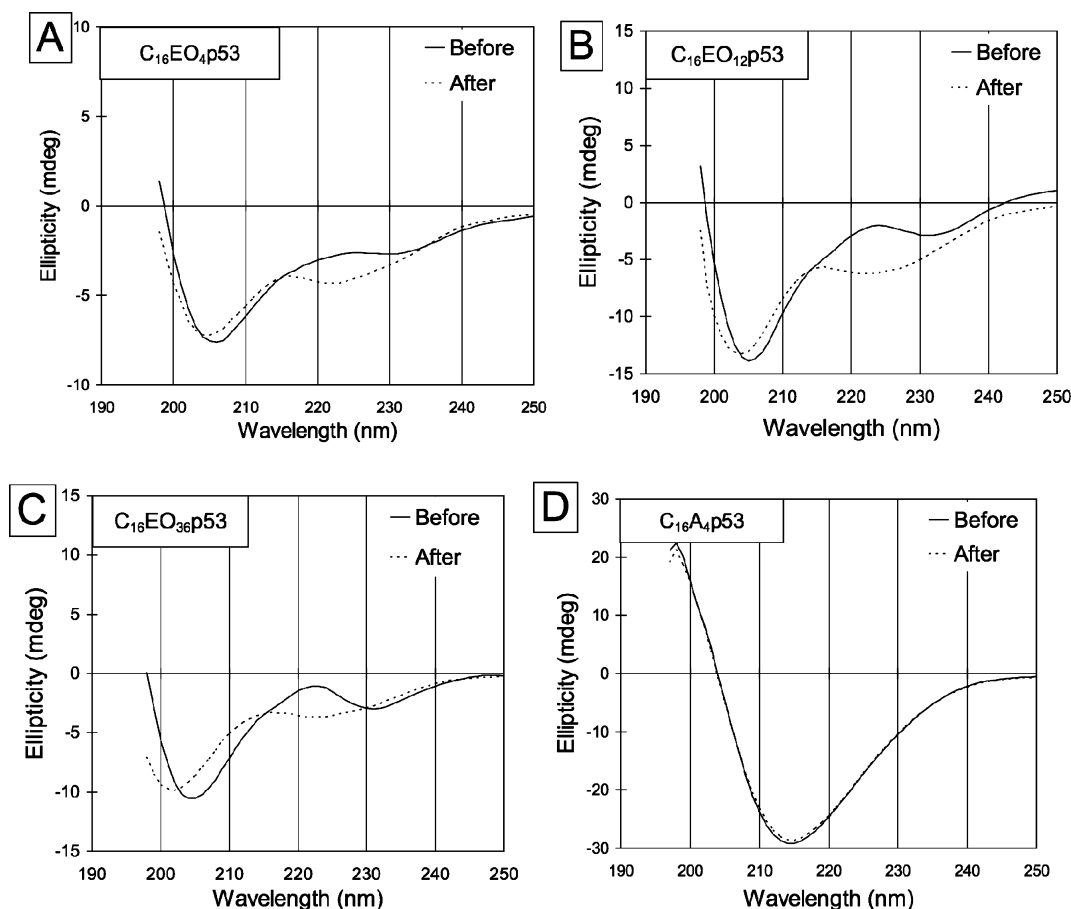 A
C16EO4p53
Before
After
10
5
0
-5
-10
190 200 210 220 230 240 250
Ellipticity (mdeg)
Wavelength (nm)
B
C16EO12p53
Before
After
15
10
5
0
-5
-10
-15
190 200 210 220 230 240 250
Ellipticity (mdeg)
Wavelength (nm)
C
C16EO36p53
Before
After
15
10
5
0
-5
-10
-15
190 200 210 220 230 240 250
Ellipticity (mdeg)
Wavelength (nm)
D
C16A4p53
Before
After
30
20
10
0
-10
-20
-30
190 200 210 220 230 240 250
Ellipticity (mdeg)
Wavelength (nm)